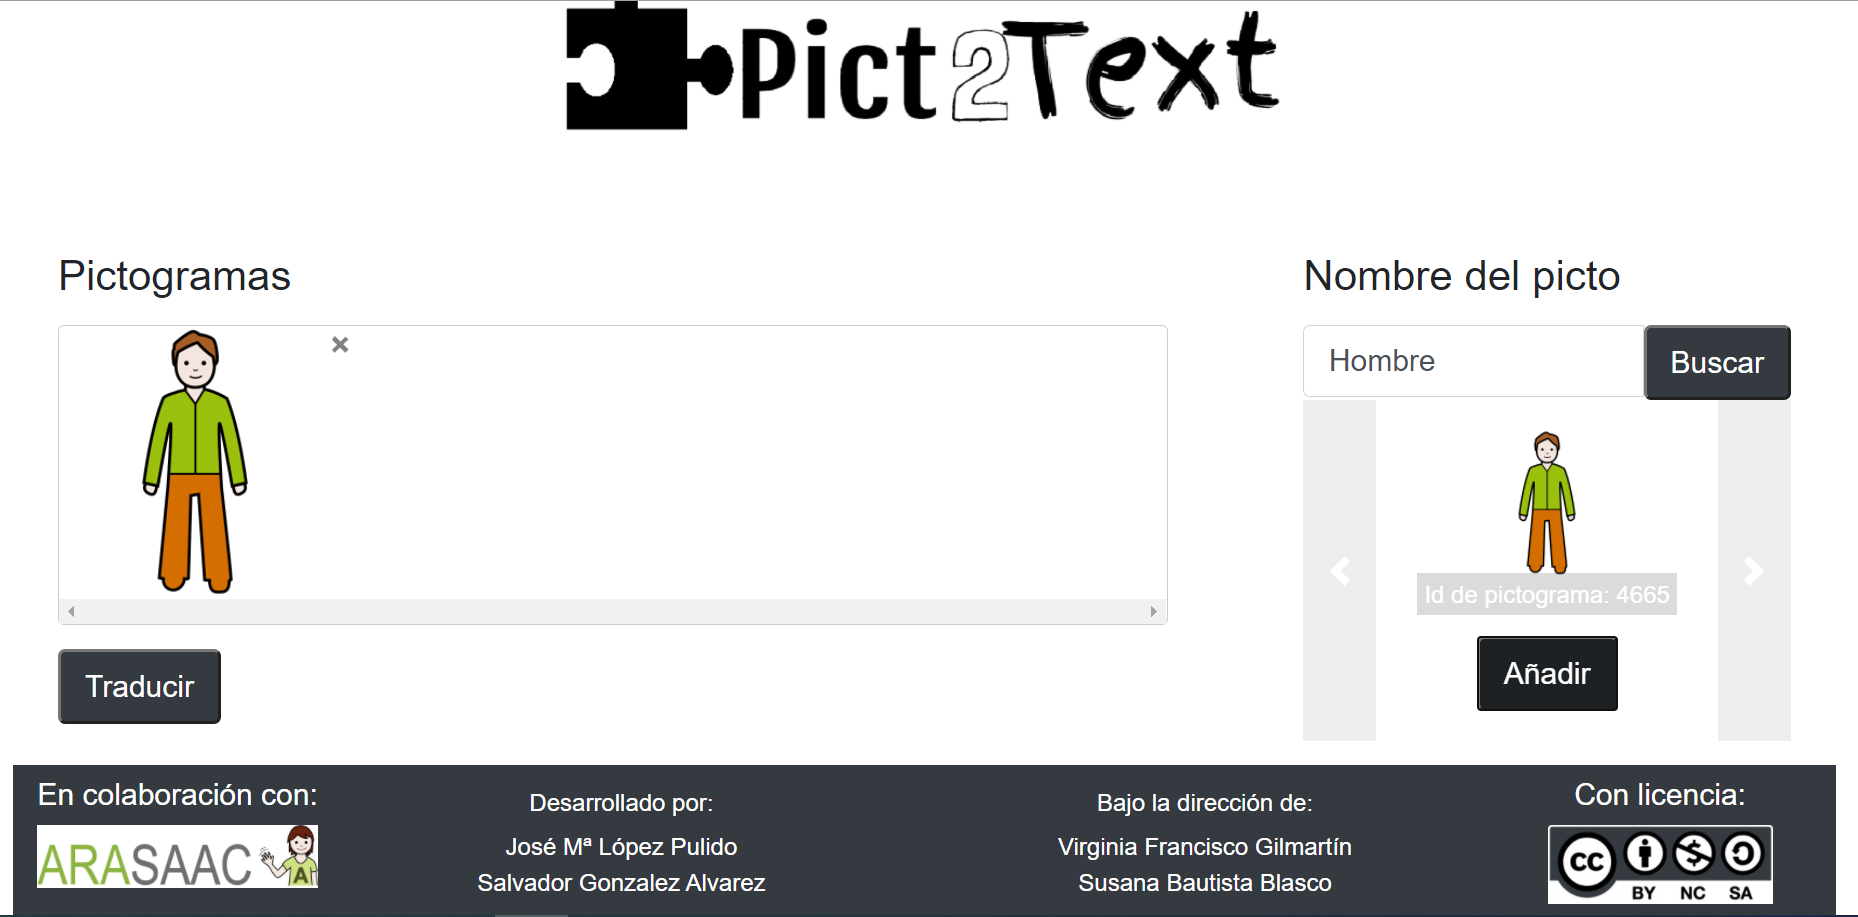 Pict2Text
Pictogramas
Nombre del picto
Hombre
Buscar
Id de pictograma: 4665
Añadir
Traducir
En colaboración con:
ARASAAC
A
Desarrollado por:
José Mª López Pulido
Salvador Gonzalez Alvarez
Bajo la dirección de:
Virginia Francisco Gilmartín
Susana Bautista Blasco
Con licencia:
cc
BY NC SA